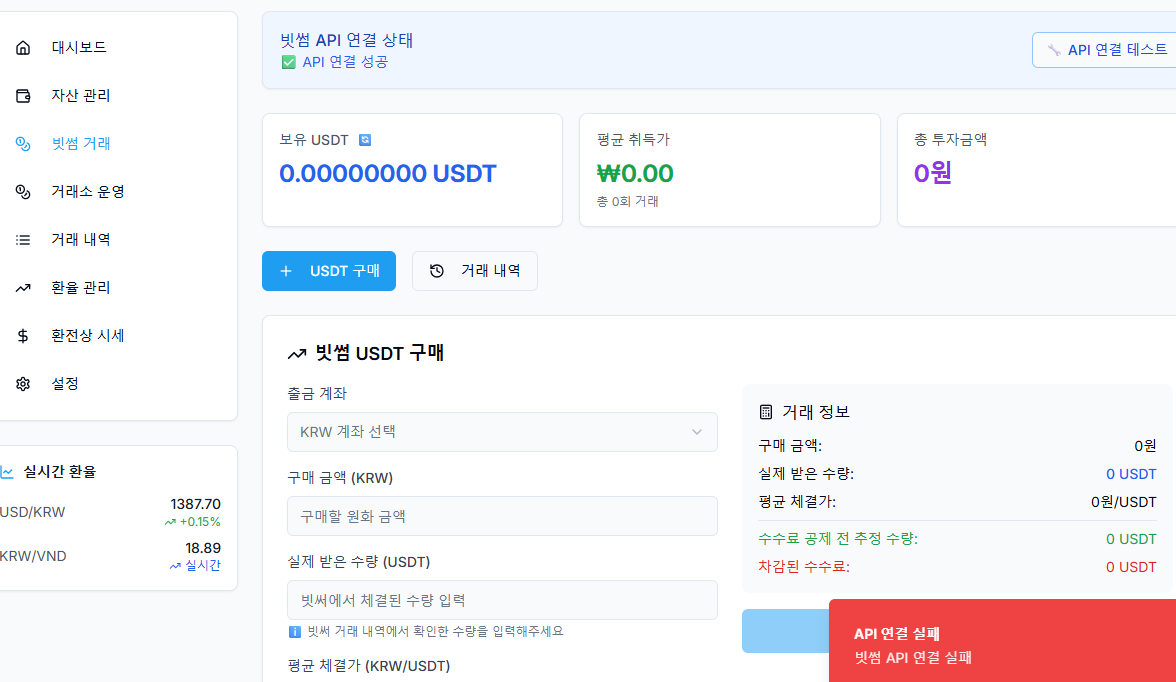 대시보드
자산 관리
빗썸 거래
거래소 운영
거래 내역
환율 관리
환전상 시세
설정
실시간 환율
USD/KRW
1387.70
+0.15%
KRW/VND
18.89
실시간
빗썸 API 연결 상태
API 연결 성공
API 연결 테스트
보유 USDT
0.00000000 USDT
평균 취득가
₩0.00
총 0회 거래
총 투자금액
0원
USDT 구매
거래 내역
빗썸 USDT 구매
출금 계좌
KRW 계좌 선택
구매 금액 (KRW)
구매할 원화 금액
실제 받은 수량 (USDT)
빗써에서 체결된 수량 입력
빗써 거래 내역에서 확인한 수량을 입력해주세요
평균 체결가 (KRW/USDT)
거래 정보
구매 금액: 0원
실제 받은 수량: 0 USDT
평균 체결가: 0원/USDT
수수료 공제 전 추정 수량: 0 USDT
차감된 수수료: 0 USDT
API 연결 실패
빗썸 API 연결 실패